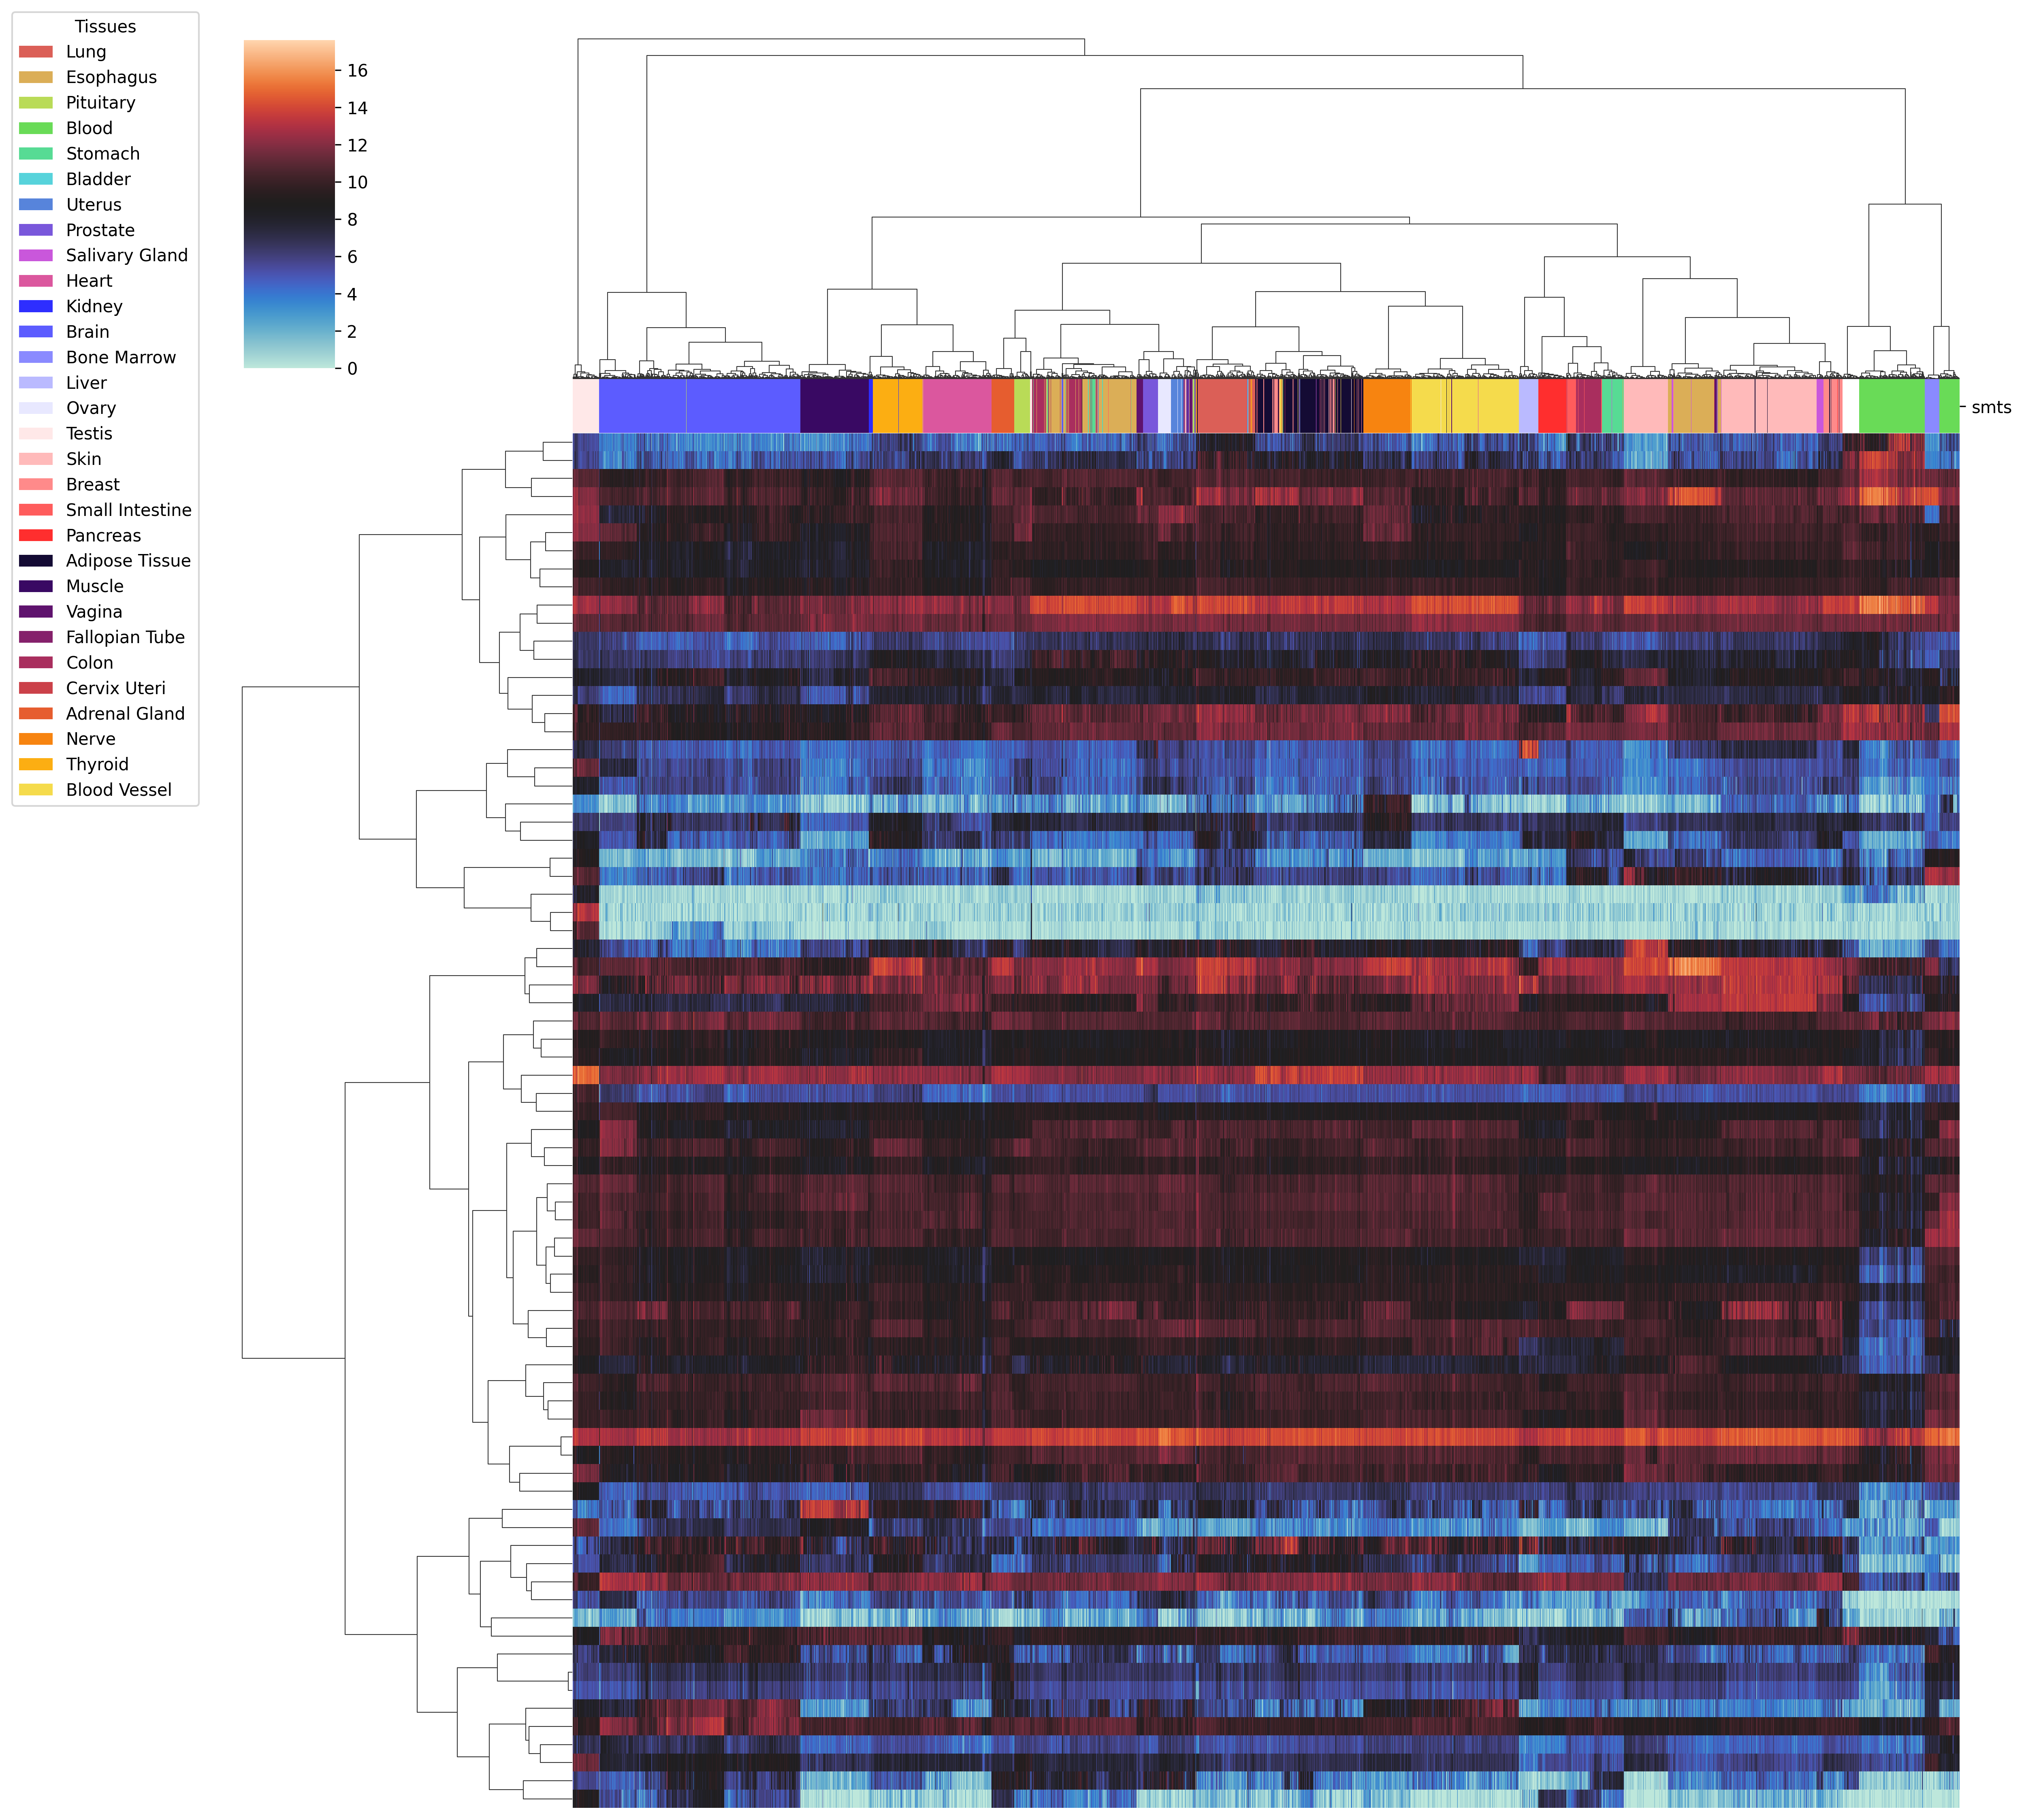 Tissues
Lung
Esophagus
Pituitary
Blood
Stomach
Bladder
Uterus
Prostate
Salivary Gland
Heart
Kidney
Brain
Bone Marrow
Liver
Ovary
Testis
Skin
Breast
Small Intestine
Pancreas
Adipose Tissue
Muscle
Vagina
Fallopian Tube
Colon
Cervix Uteri
Adrenal Gland
Nerve
Thyroid
Blood Vessel
16
14
12
10
8
6
4
2
0
smts